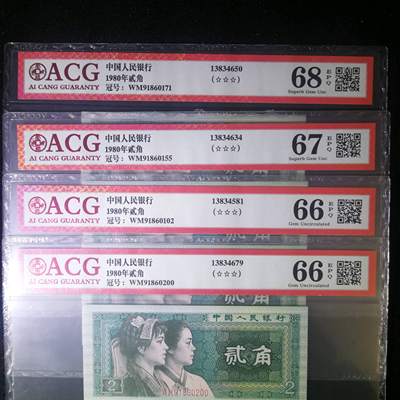 ACG
AI CANG GUARANTY
中国人民银行
1980年贰角
冠号：WM91860171
13834650
(☆☆☆)
68
EPQ
Superb Gem Unc
ACG
AI CANG GUARANTY
中国人民银行
1980年贰角
冠号：WM91860155
13834634
(☆☆☆)
67
EPQ
Superb Gem Unc
ACG
AI CANG GUARANTY
中国人民银行
1980年贰角
冠号：WM91860102
13834581
(☆☆☆)
66
EPQ
Gem Uncirculated
ACG
AI CANG GUARANTY
中国人民银行
1980年贰角
冠号：WM91860200
13834679
(☆☆☆)
66
EPQ
Gem Uncirculated
中国人民银行
贰角
2
WM91860200
2